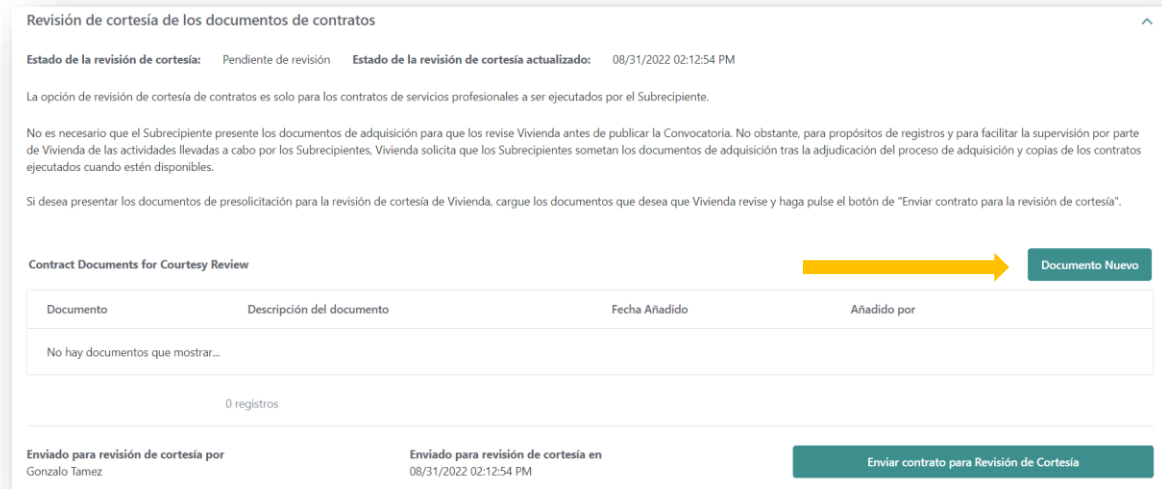 Revisión de cortesía de los documentos de contratos
Estado de la revisión de cortesía: Pendiente de revisión Estado de la revisión de cortesía actualizado: 08/31/2022 02:12:54 PM
La opción de revisión de cortesía de contratos es solo para los contratos de servicios profesionales a ser ejecutados por el Subrecipiente.
No es necesario que el Subrecipiente presente los documentos de adquisición para que los revise Vivienda antes de publicar la Convocatoria. No obstante, para propósitos de registros y para facilitar la supervisión por parte
de Vivienda de las actividades llevadas a cabo por los Subrecipientes, Vivienda solicita que los Subrecipientes sometan los documentos de adquisición tras la adjudicación del proceso de adquisición y copias de los contratos
ejecutados cuando estén disponibles.
Si desea presentar los documentos de presolicitación para la revisión de cortesía de Vivienda, cargue los documentos que desea que Vivienda revise y haga pulse el botón de "Enviar contrato para la revisión de cortesía".
Contract Documents for Courtesy Review Documento Nuevo
Documento Descripción del documento Fecha Añadido Añadido por
No hay documentos que mostrar...
0 registros
Enviado para revisión de cortesía por Enviado para revisión de cortesía en
Gonzalo Tamez 08/31/2022 02:12:54 PM
Enviar contrato para Revisión de Cortesía